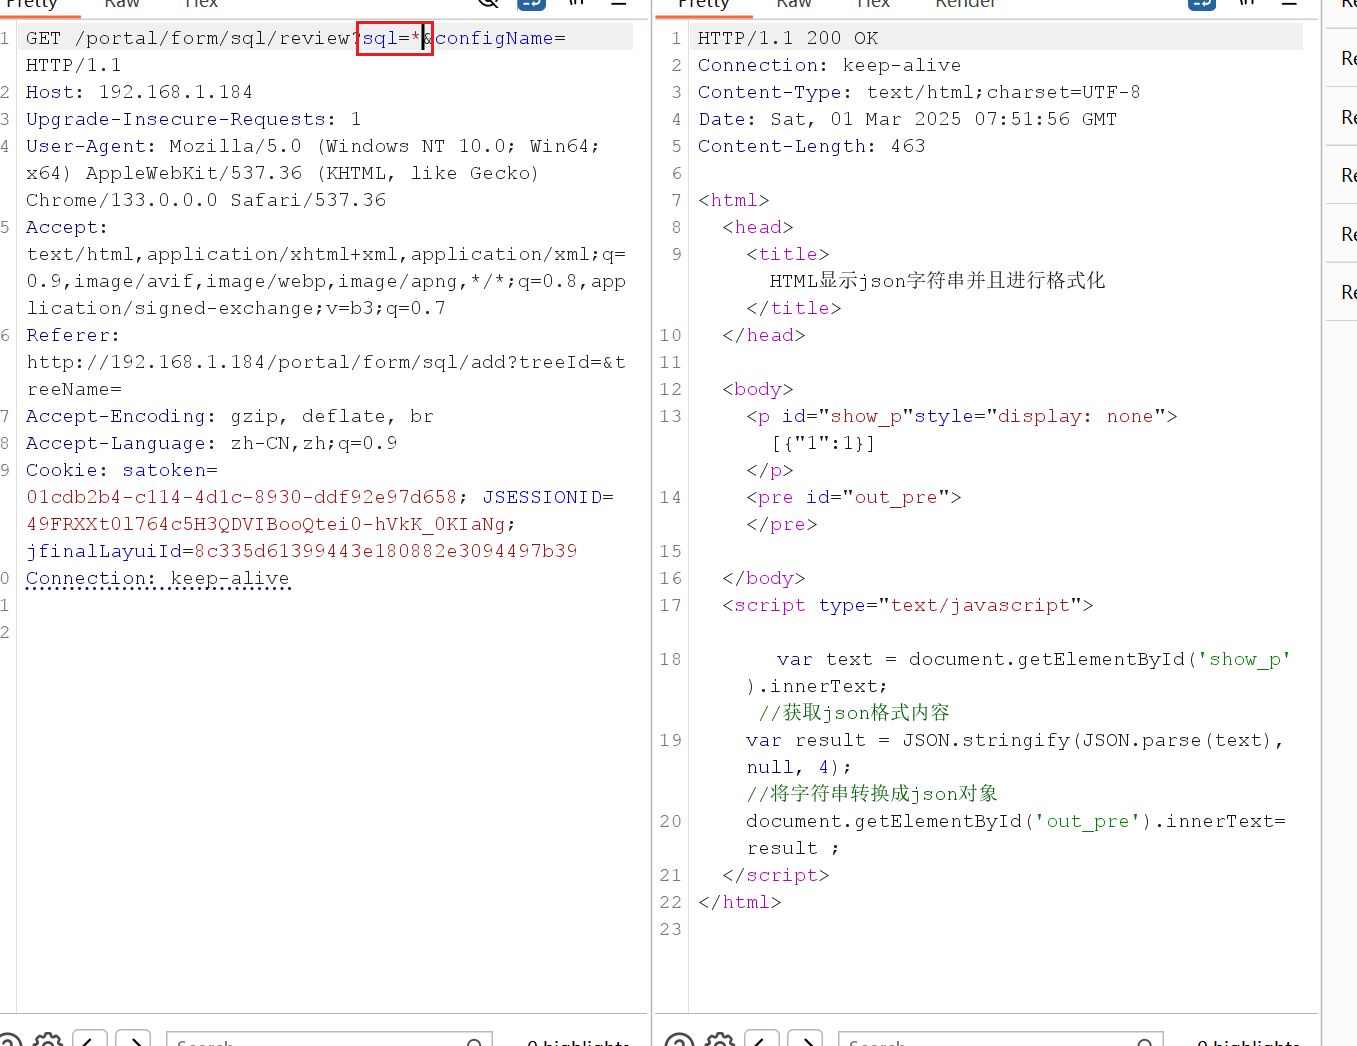 Pretty Raw Hex
1 GET /portal/form/sql/review?sql=*&configName=
HTTP/1.1
2 Host: 192.168.1.184
3 Upgrade-Insecure-Requests: 1
4 User-Agent: Mozilla/5.0 (Windows NT 10.0; Win64;
x64) AppleWebKit/537.36 (KHTML, like Gecko)
Chrome/133.0.0.0 Safari/537.36
5 Accept:
text/html,application/xhtml+xml,application/xml;q=
0.9,image/avif,image/webp,image/apng,*/*;q=0.8,app
lication/signed-exchange;v=b3;q=0.7
6 Referer:
http://192.168.1.184/portal/form/sql/add?treeId=&t
reeName=
7 Accept-Encoding: gzip, deflate, br
8 Accept-Language: zh-CN,zh;q=0.9
9 Cookie: satoken=
01cdb2b4-c114-4d1c-8930-ddf92e97d658; JSESSIONID=
49FRXXt0l764c5H3QDVIBooQtei0-hVkK_0KIaNg;
jfinalLayuiId=8c335d61399443e180882e3094497b39
0 Connection: keep-alive
1
2
Search
0 highlights
Pretty Raw Hex Render
1 HTTP/1.1 200 OK
2 Connection: keep-alive
3 Content-Type: text/html;charset=UTF-8
4 Date: Sat, 01 Mar 2025 07:51:56 GMT
5 Content-Length: 463
6
7 <html>
8 <head>
9 <title>
HTML显示json字符串并且进行格式化
</title>
10 </head>
11
12 <body>
13 <p id="show_p"style="display: none">
[{"1":1}]
</p>
14 <pre id="out_pre">
</pre>
15
16 </body>
17 <script type="text/javascript">
18 var text = document.getElementById('show_p'
).innerText;
//获取json格式内容
19 var result = JSON.stringify(JSON.parse(text),
null, 4);
//将字符串转换成json对象
20 document.getElementById('out_pre').innerText=
result ;
21 </script>
22 </html>
23
Search
0 highlights
Re
Re
Re
Re
Re